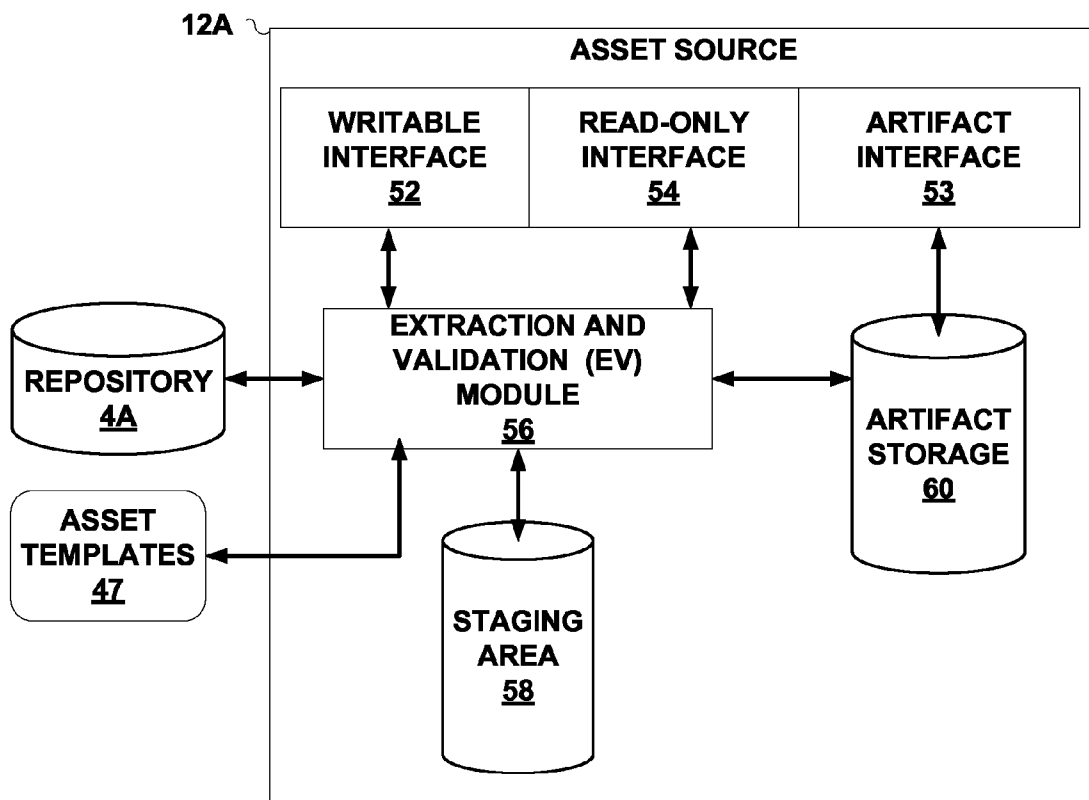 12A
ASSET SOURCE
WRITABLE
INTERFACE
52
READ-ONLY
INTERFACE
54
ARTIFACT
INTERFACE
53
EXTRACTION AND
VALIDATION (EV)
MODULE
56
REPOSITORY
4A
ARTIFACT
STORAGE
60
ASSET
TEMPLATES
47
STAGING
AREA
58